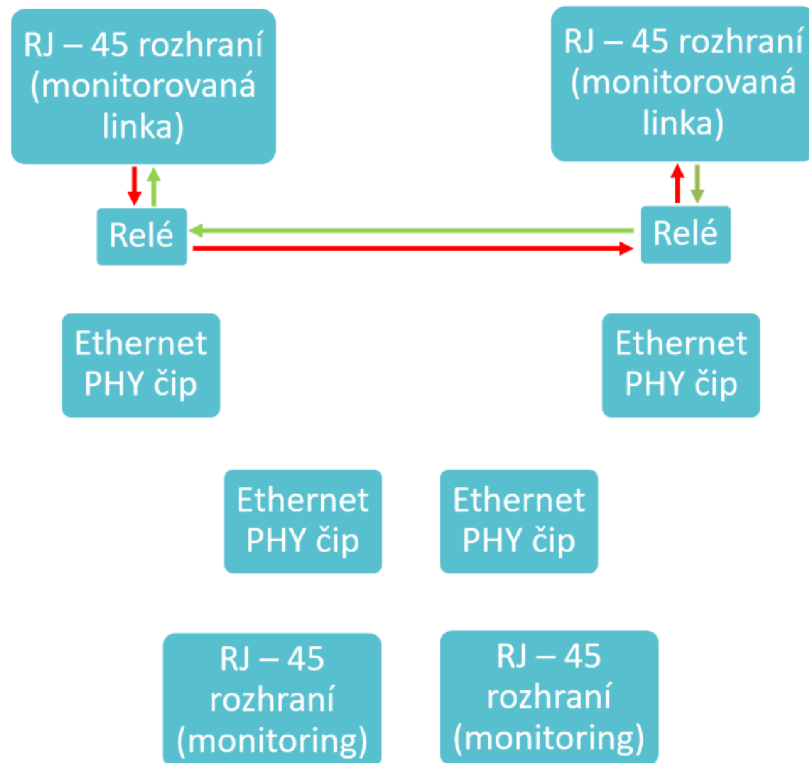 RJ – 45 rozhraní
(monitorovaná
linka)
RJ – 45 rozhraní
(monitorovaná
linka)
Relé
Relé
Ethernet
PHY čip
Ethernet
PHY čip
Ethernet
PHY čip
Ethernet
PHY čip
RJ – 45
rozhraní
(monitoring)
RJ – 45
rozhraní
(monitoring)